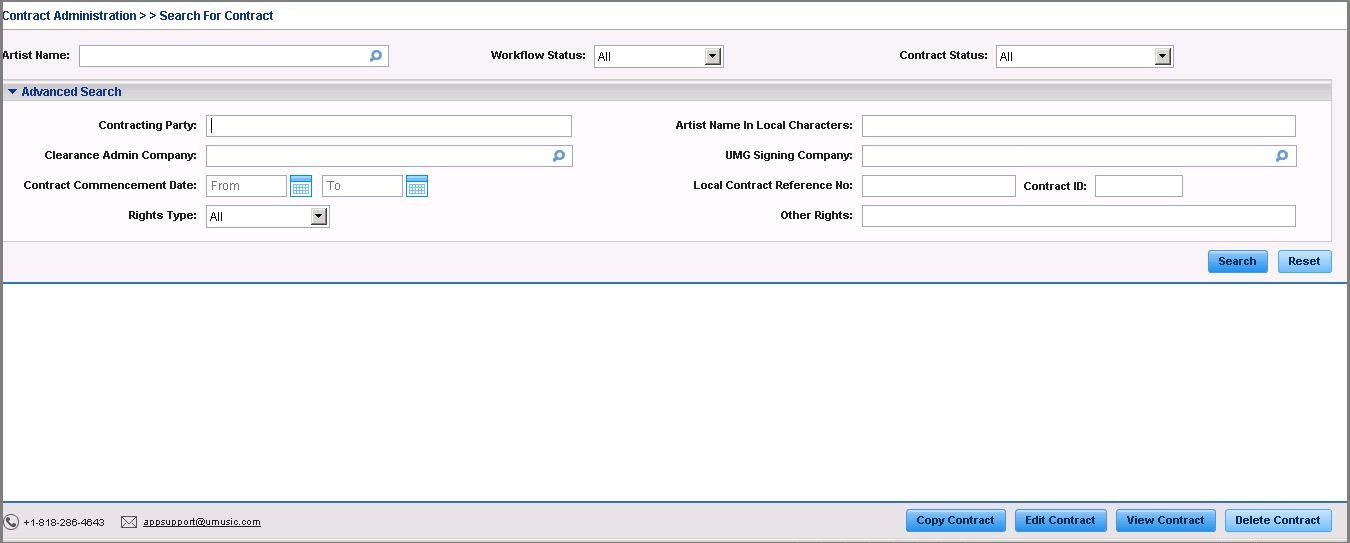 Contract Administration > > Search For Contract
Artist Name: Workflow Status: All Contract Status: All
Advanced Search
Contracting Party: Artist Name In Local Characters:
Clearance Admin Company: UMG Signing Company:
Contract Commencement Date: From To Local Contract Reference No: Contract ID:
Rights Type: All Other Rights:
Search Reset
+1-818-286-4643 appsupport@umusic.com Copy Contract Edit Contract View Contract Delete Contract